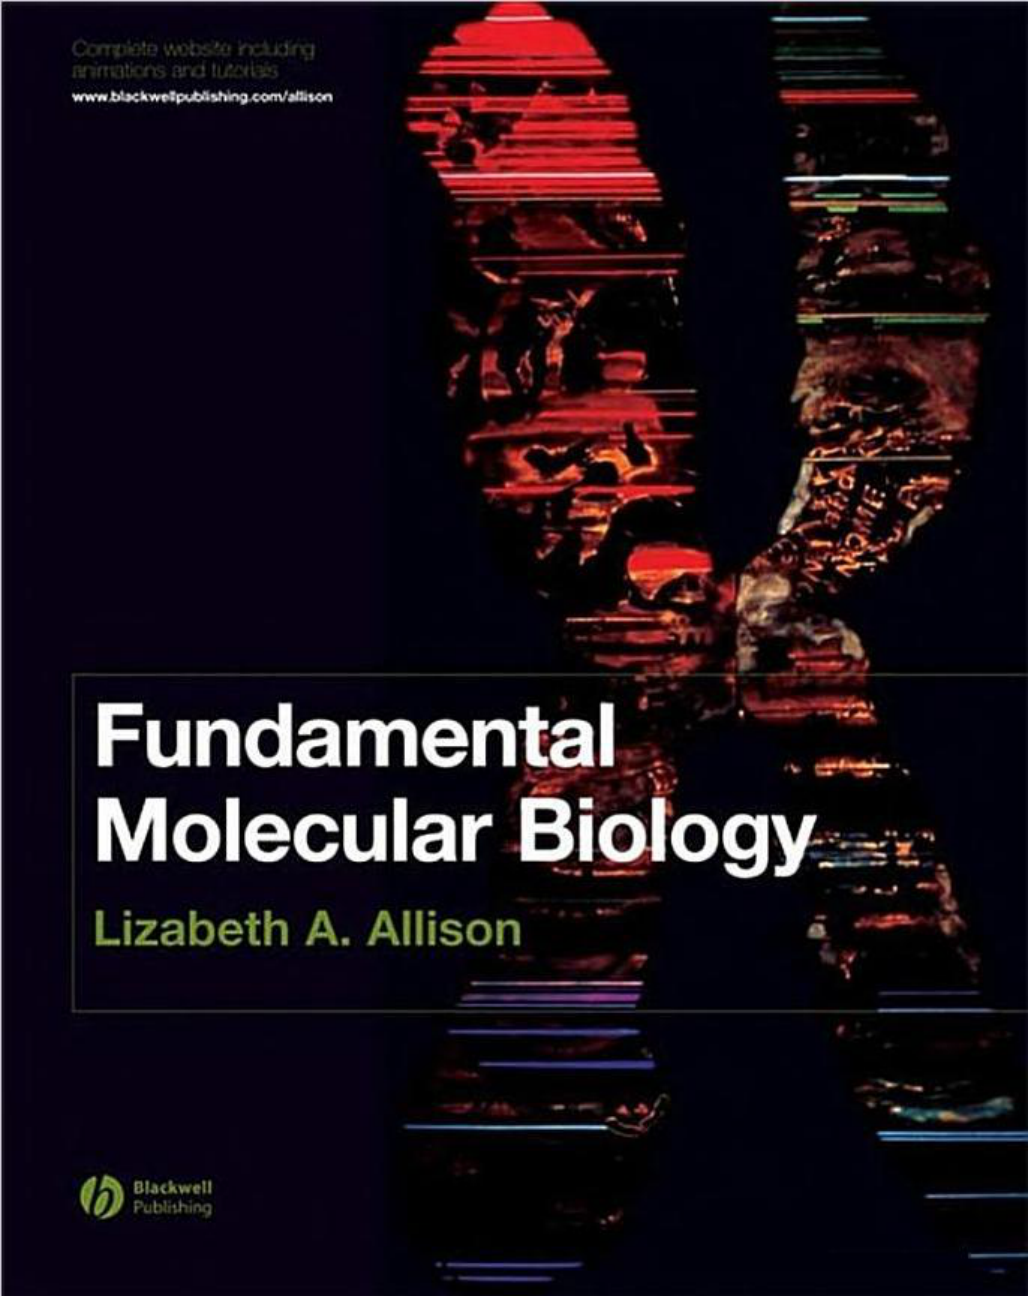 Complete website including
animations and tutorials
www.blackwellpublishing.com/allison
Fundamental
Molecular Biology
Lizabeth A. Allison
Blackwell
Publishing